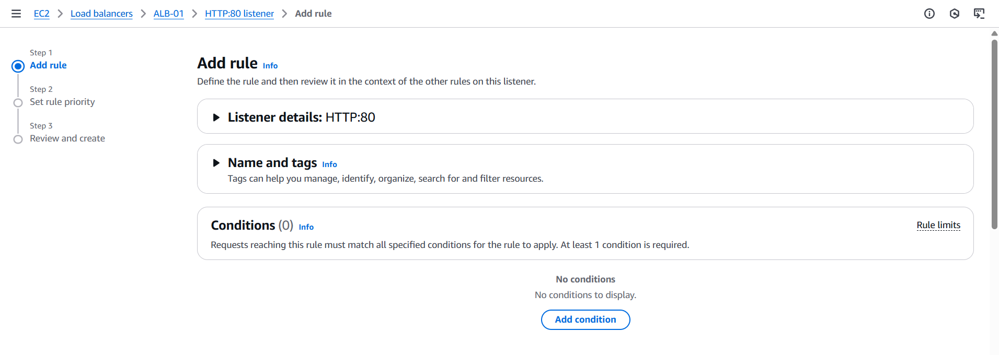 EC2 Load balancers ALB-01 HTTP:80 listener Add rule
Step 1
Add rule
Step 2
Set rule priority
Step 3
Review and create
Add rule Info
Define the rule and then review it in the context of the other rules on this listener.
Listener details: HTTP:80
Name and tags Info
Tags can help you manage, identify, organize, search for and filter resources.
Conditions (0) Info
Rule limits
Requests reaching this rule must match all specified conditions for the rule to apply. At least 1 condition is required.
No conditions
No conditions to display.
Add condition